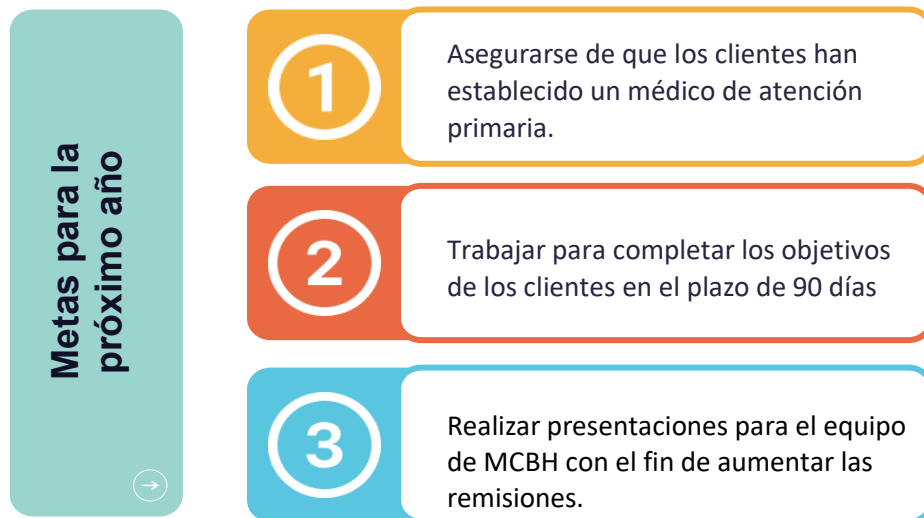 Metas para la
próximo año
1
Asegurarse de que los clientes han
establecido un médico de atención
primaria.
2
Trabajar para completar los objetivos
de los clientes en el plazo de 90 días
3
Realizar presentaciones para el equipo
de MCBH con el fin de aumentar las
remisiones.